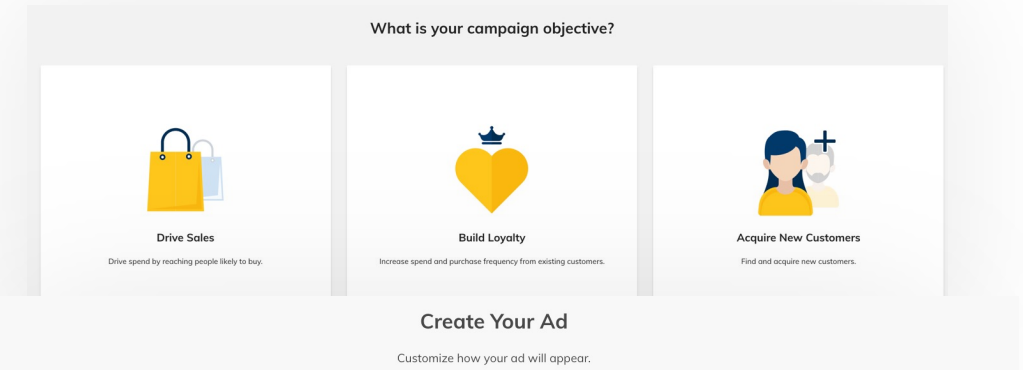 What is your campaign objective?
Drive Sales
Drive spend by reaching people likely to buy.
Build Loyalty
Increase spend and purchase frequency from existing customers.
Acquire New Customers
Find and acquire new customers.
Create Your Ad
Customize how your ad will appear.